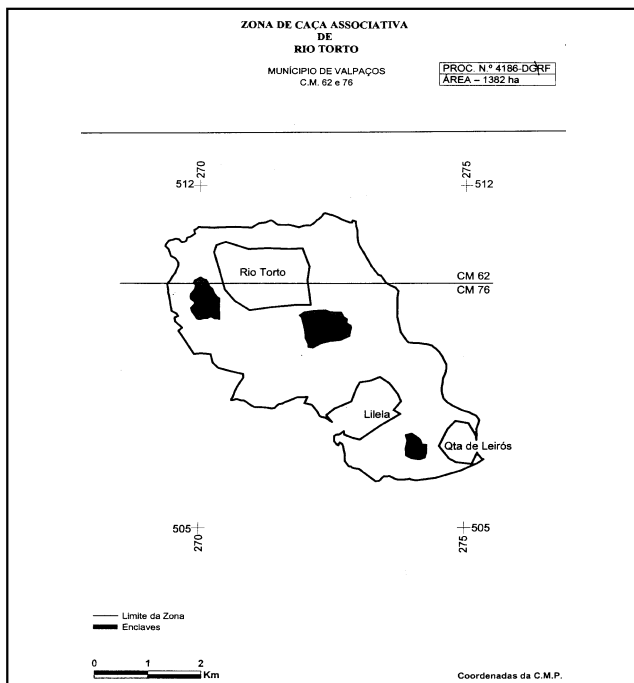 ZONA DE CAÇA ASSOCIATIVA
DE
RIO TORTO
MUNÍCIPIO DE VALPAÇOS
C.M. 62 e 76
PROC. N.º 4186-DGRF
ÁREA – 1382 ha
270
275
512
512
Rio Torto
CM 62
CM 76
Lilela
Qta de Leirós
505
505
270
275
Limite da Zona
Enclaves
0 1 2
Km
Coordenadas da C.M.P.